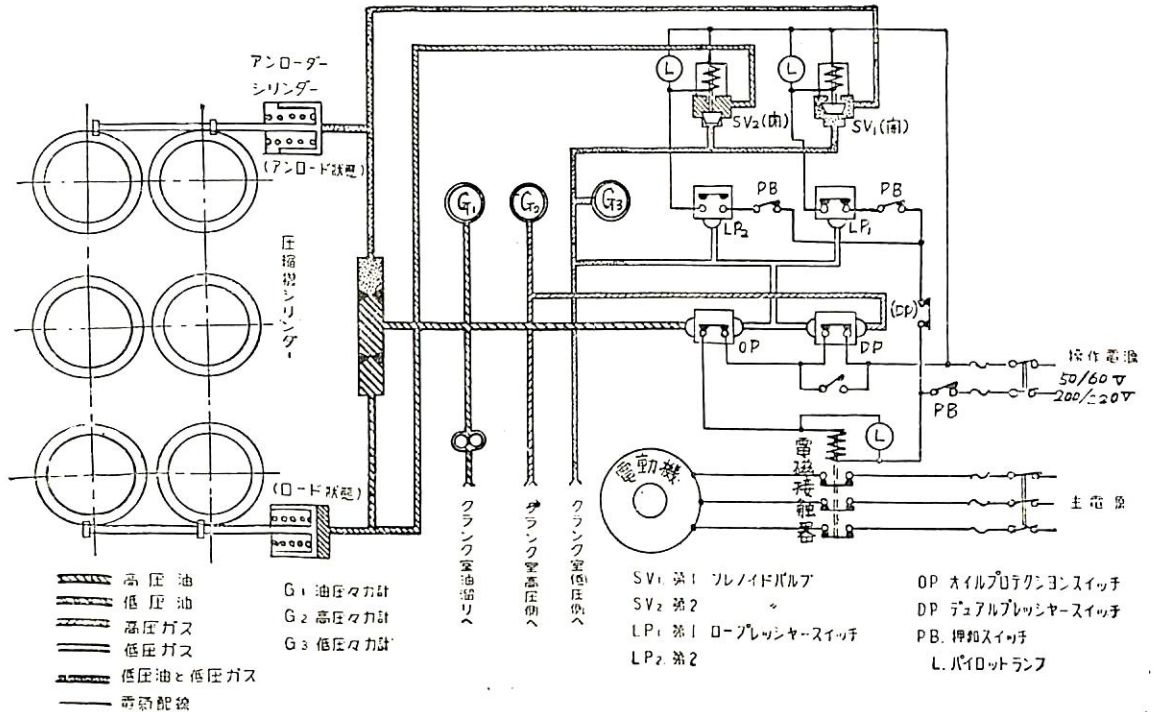 アンローダー
シリンダー
(アンロード状態)
圧縮機シリンダー
(ロード状態)
G₁
G₂
G₃
L
L
SV₂(閉)
SV₁(開)
PB
PB
LP₂
LP₁
(DP)
OP
DP
PB
操作電源
200/220V
L
電動機
電磁接触器
主電源
クランク室油溜りへ
クランク室高圧側へ
クランク室低圧側へ
高圧油
低圧油
高圧ガス
低圧ガス
低圧油と低圧ガス
電気配線
G₁ 油圧々力計
G₂ 高圧々力計
G₃ 低圧々力計
SV₁. 第1 ソレノイドバルブ
SV₂ 第2 〃
LP₁ 第1 ロープレッシャースイッチ
LP₂. 第2
OP オイルプロテクションスイッチ
DP デュアルプレッシャースイッチ
PB. 押釦スイッチ
L. パイロットランプ